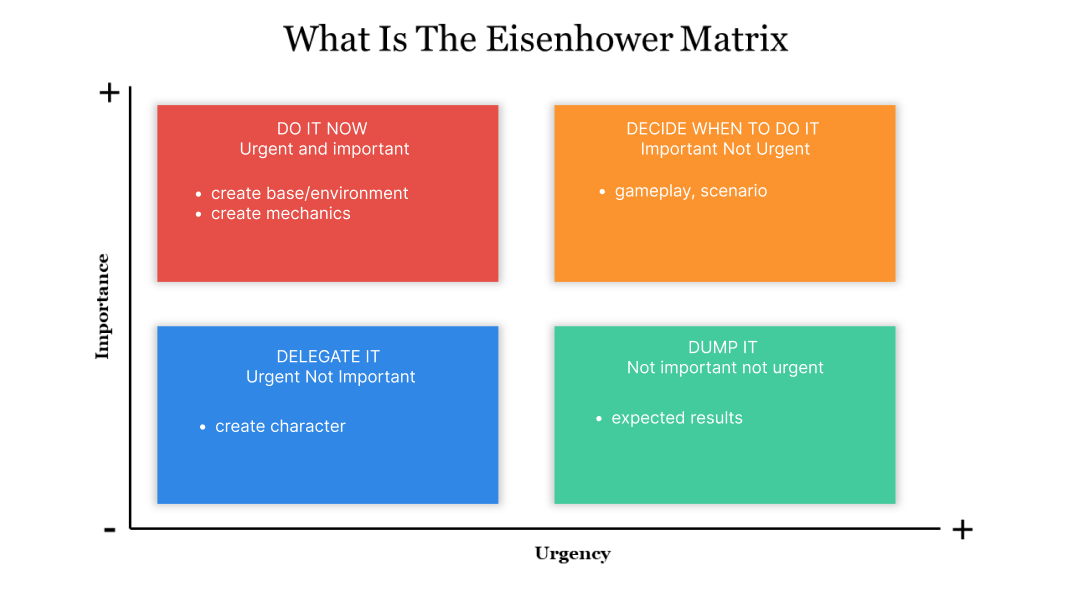 What Is The Eisenhower Matrix
+
DO IT NOW
Urgent and important
• create base/environment
• create mechanics
DECIDE WHEN TO DO IT
Important Not Urgent
• gameplay, scenario
Importance
DELEGATE IT
Urgent Not Important
• create character
DUMP IT
Not important not urgent
• expected results
-
+
Urgency